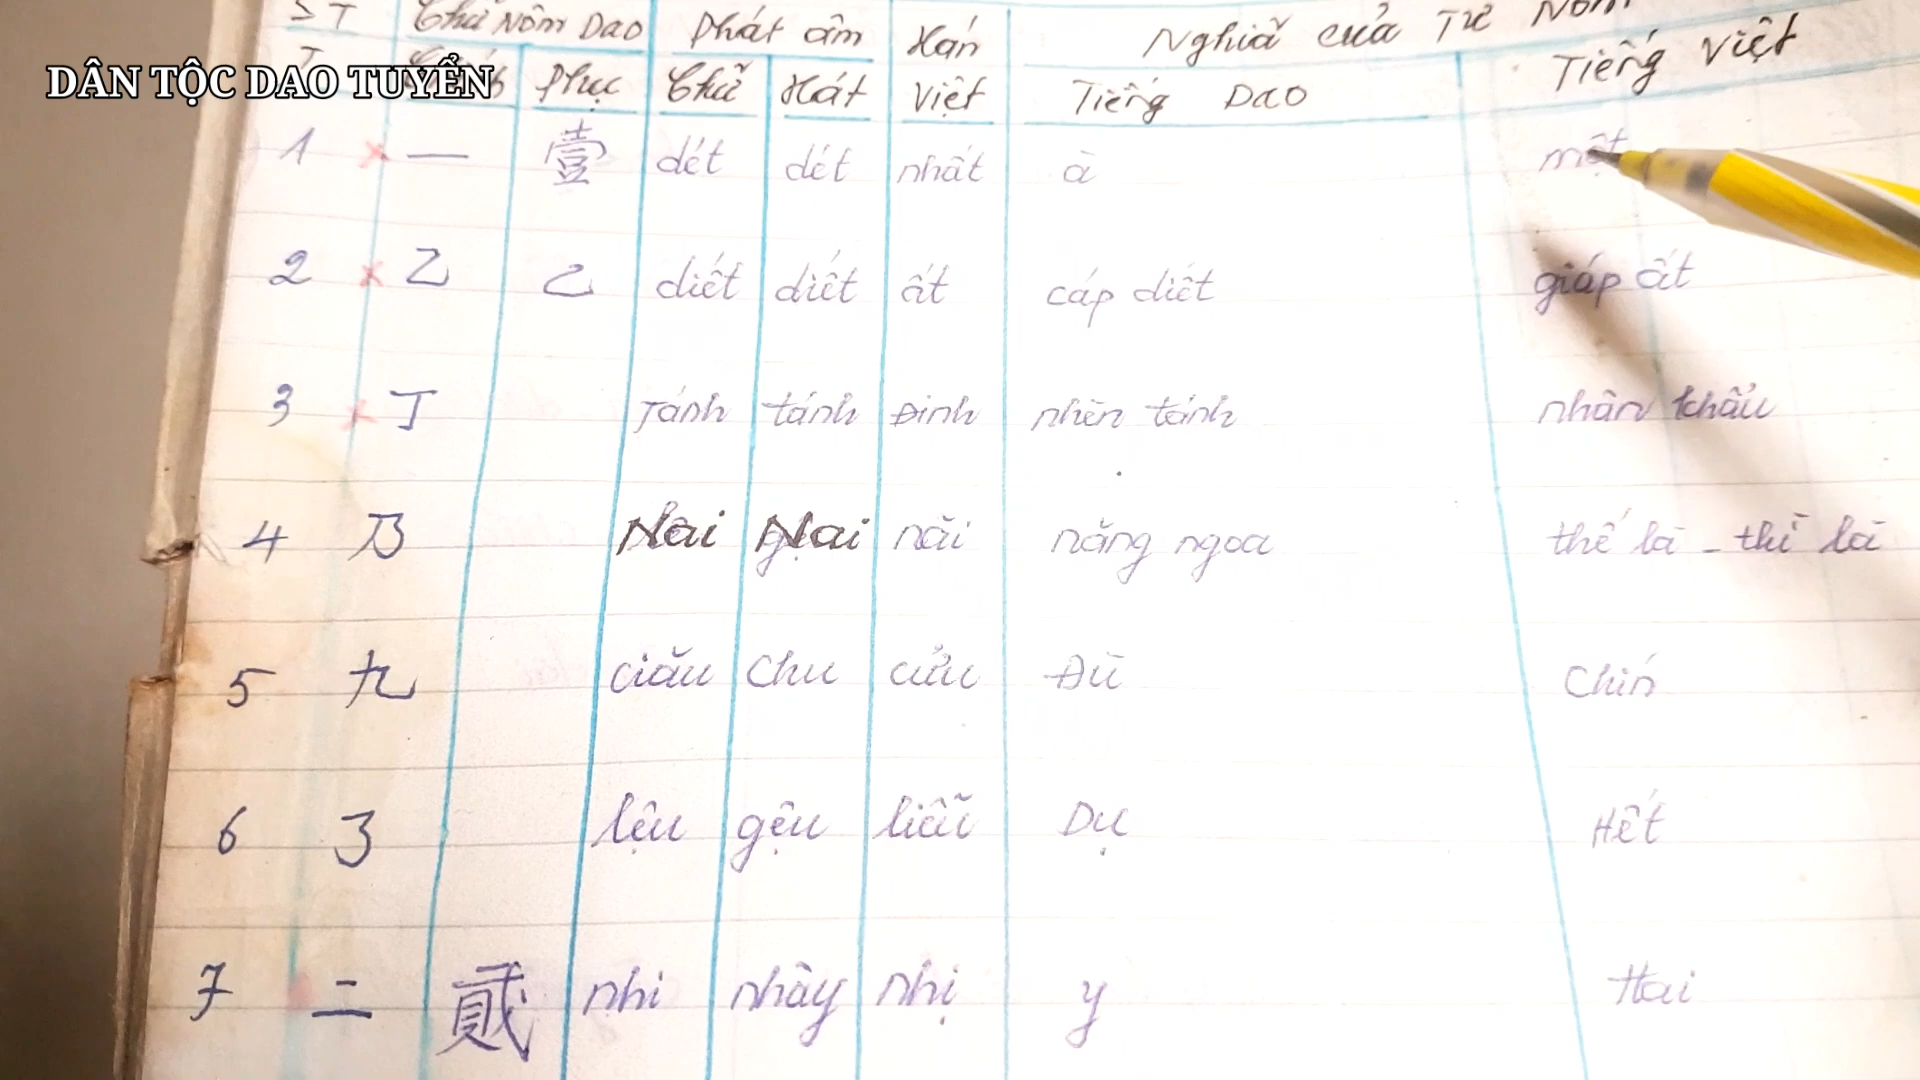 STT Chữ Nôm Dao Phát âm Hán Nghĩa của Từ Nôm
DÂN TỘC DAO TUYỂN
Phục Chữ Hát Việt Tiếng Dao Tiếng Việt
1 x 一 壹 dét dét nhất à một
2 x 乙 乙 diết diết ất cáp diết giáp ất
3 x 丁 Tánh tánh Đinh nhèn tánh nhân khẩu
4 乃 Nai Nai nãi năng ngoa thế là - thì là
5 九 ciău Chu cửu Đù Chín
6 了 lệu gệu liễu Dụ Hết
7 二 貳 nhi nhây nhị y Hai